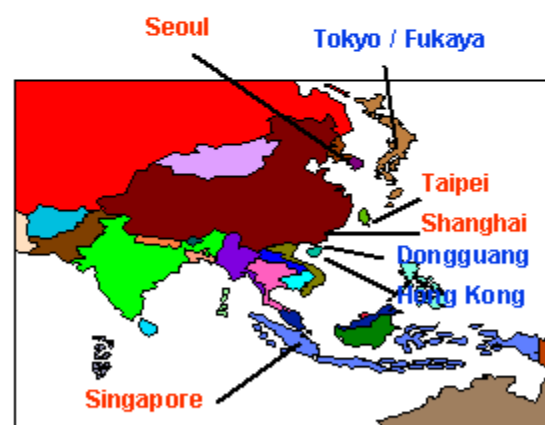 Seoul
Tokyo / Fukaya
Taipei
Shanghai
Dongguang
Hong Kong
Singapore